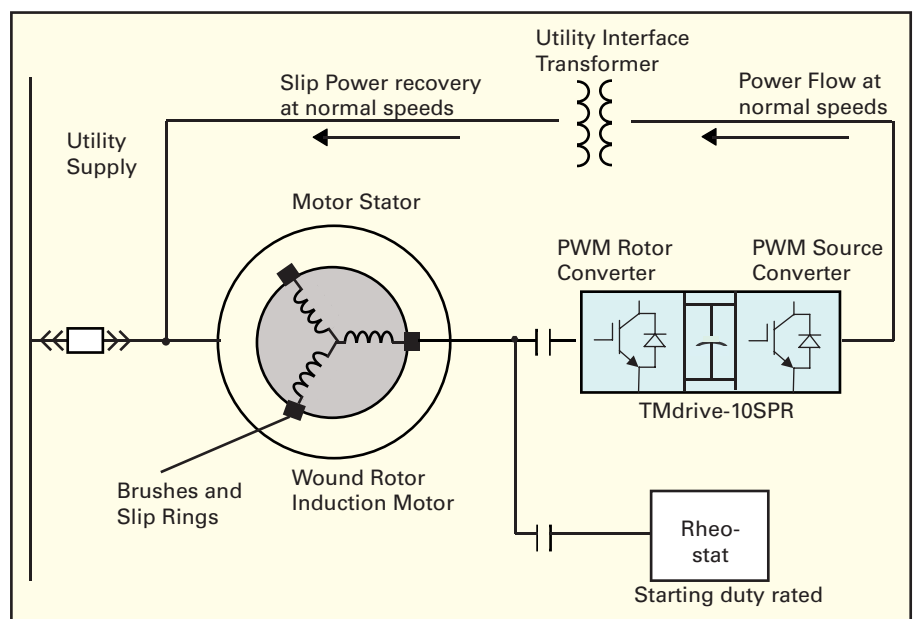 Utility Interface
Transformer
Slip Power recovery
at normal speeds
Power Flow at
normal speeds
Utility
Supply
Motor Stator
PWM Rotor
Converter
PWM Source
Converter
TMdrive-10SPR
Brushes and
Slip Rings
Wound Rotor
Induction Motor
Rheo-
stat
Starting duty rated